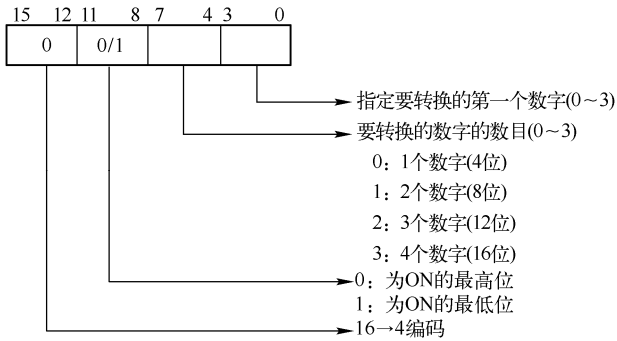 15 12 11 8 7 4 3 0
0 0/1
指定要转换的第一个数字(0～3)
要转换的数字的数目(0～3)
0：1个数字(4位)
1：2个数字(8位)
2：3个数字(12位)
3：4个数字(16位)
0：为ON的最高位
1：为ON的最低位
16→4编码